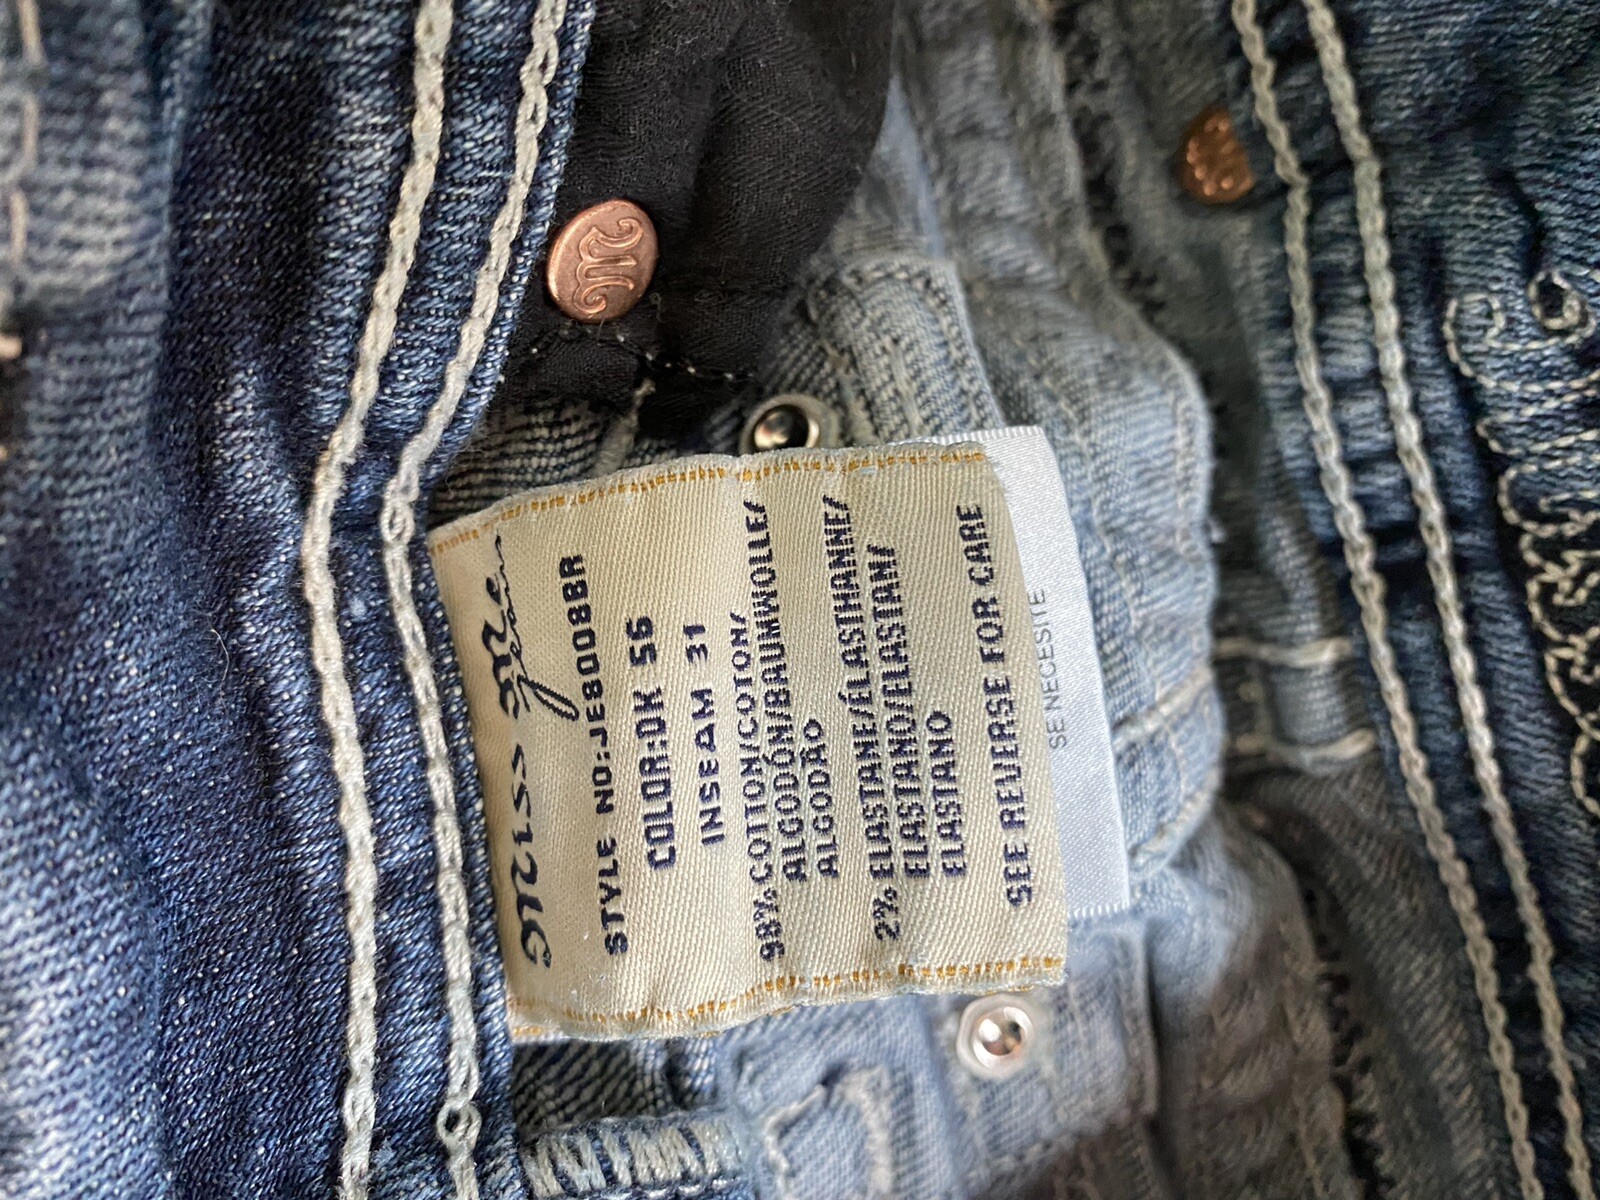 Miss Me
Jeans
STYLE NO:JE8008BR
COLOR:DK 56
INSEAM 31
98% COTTON/COTON/
ALGODÓN/BAUMWOLLE/
ALGODÃO
2% ELASTANE/ÉLASTHANNE/
ELASTANO/ELASTAN/
ELASTANO
SEE REVERSE FOR CARE
SE NECESITE
M